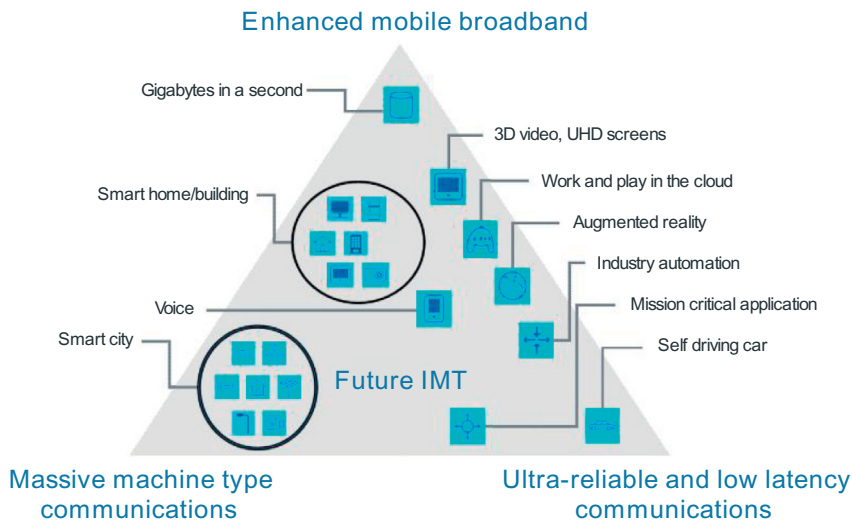 Enhanced mobile broadband
Gigabytes in a second
3D video, UHD screens
Smart home/building
Work and play in the cloud
Augmented reality
Industry automation
Voice
Mission critical application
Smart city
Self driving car
Future IMT
Massive machine type
communications
Ultra-reliable and low latency
communications